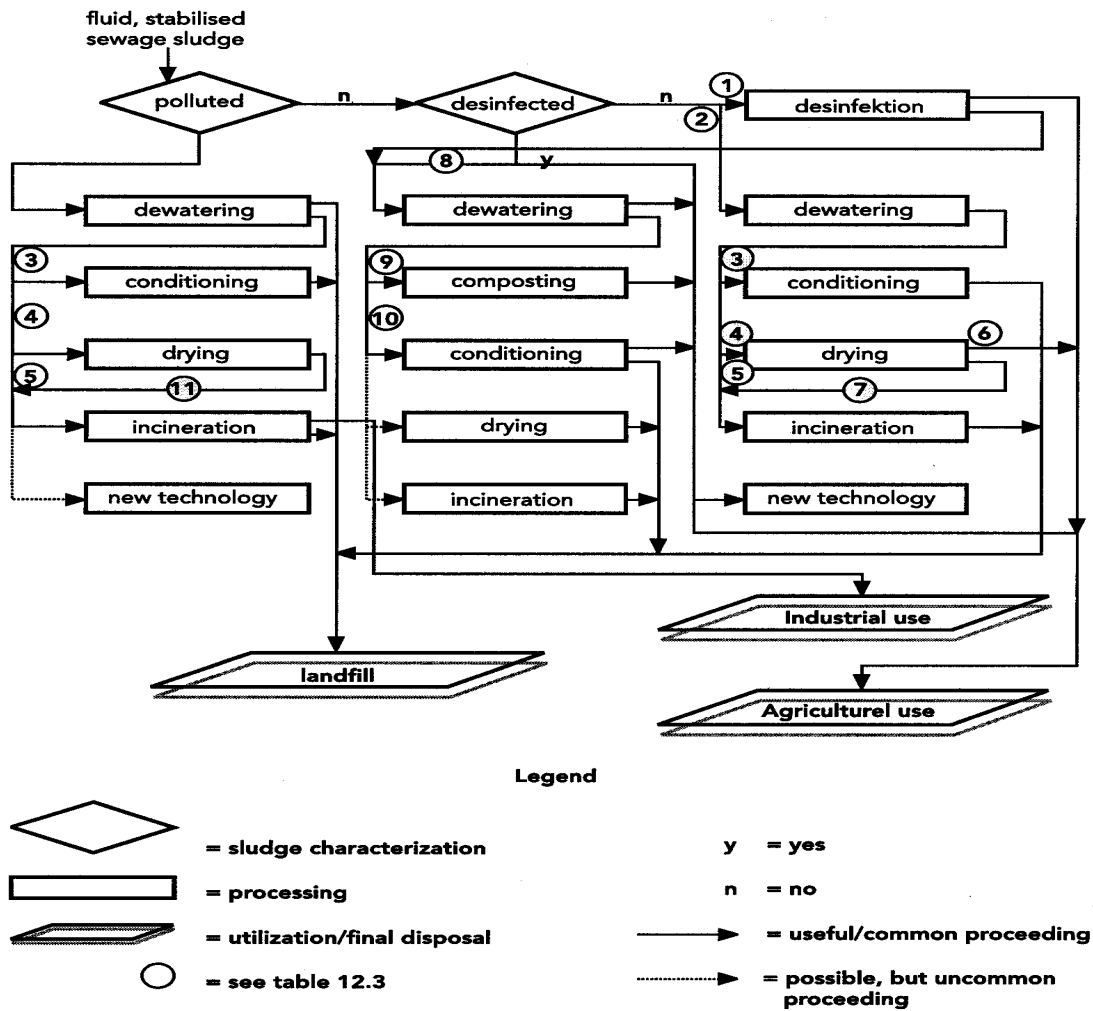 fluid, stabilised
sewage sludge
polluted
n
desinfected
n
1
desinfektion
2
8
y
dewatering
dewatering
dewatering
3
conditioning
9
composting
3
conditioning
4
drying
10
conditioning
4
drying
6
5
11
5
7
incineration
drying
incineration
new technology
incineration
new technology
Industrial use
landfill
Agriculturel use
Legend
= sludge characterization
y = yes
= processing
n = no
= utilization/final disposal
= useful/common proceeding
= see table 12.3
= possible, but uncommon
proceeding